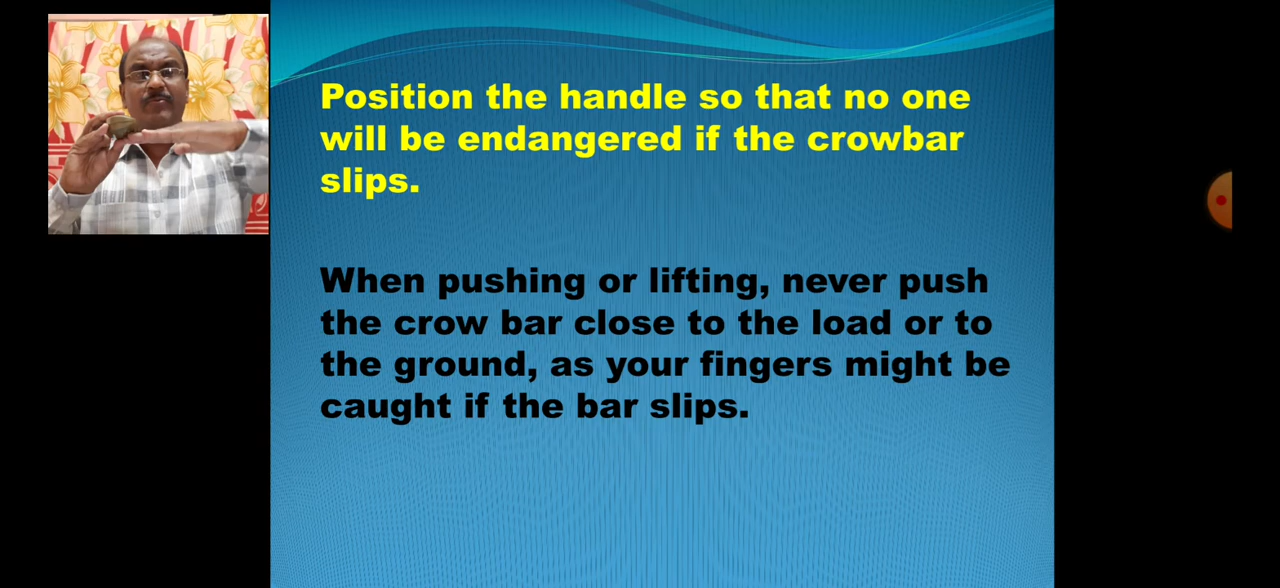 Position the handle so that no one
will be endangered if the crowbar
slips.
When pushing or lifting, never push
the crow bar close to the load or to
the ground, as your fingers might be
caught if the bar slips.